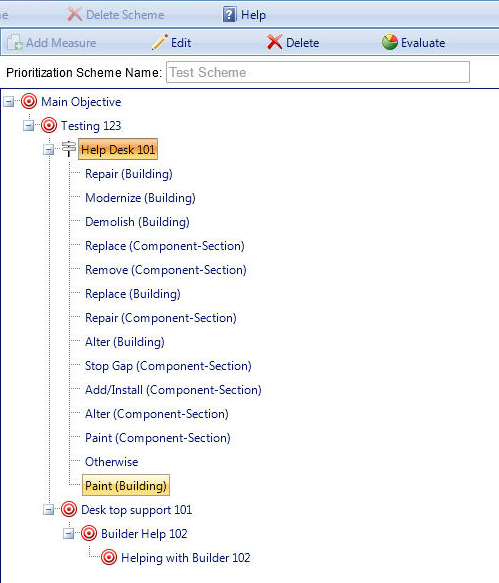 e
Delete Scheme
Help
Add Measure
Edit
Delete
Evaluate
Prioritization Scheme Name: Test Scheme
Main Objective
Testing 123
Help Desk 101
Repair (Building)
Modernize (Building)
Demolish (Building)
Replace (Component-Section)
Remove (Component-Section)
Replace (Building)
Repair (Component-Section)
Alter (Building)
Stop Gap (Component-Section)
Add/Install (Component-Section)
Alter (Component-Section)
Paint (Component-Section)
Otherwise
Paint (Building)
Desk top support 101
Builder Help 102
Helping with Builder 102